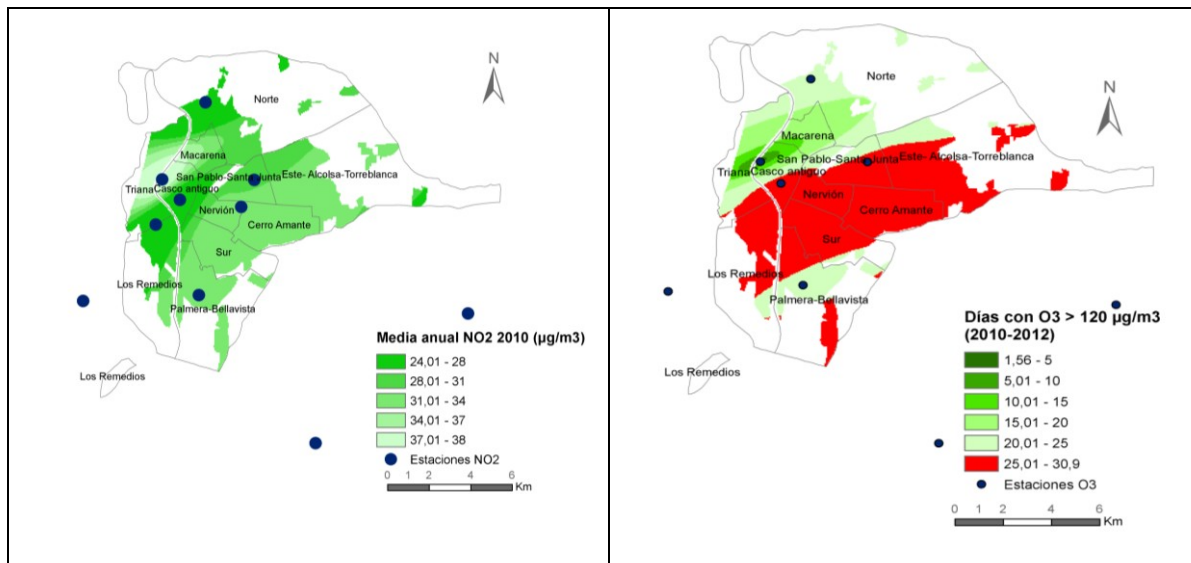 N
Norte
Macarena
San Pablo-Santa Justa
Este- Alcolsa-Torreblanca
Triana
Casco antiguo
Nervión
Cerro Amante
Sur
Los Remedios
Palmera-Bellavista
Los Remedios
Media anual NO2 2010 (µg/m3)
24,01 - 28
28,01 - 31
31,01 - 34
34,01 - 37
37,01 - 38
Estaciones NO2
0 1 2 4 6
Km
N
Norte
Macarena
San Pablo-Santa Justa
Este- Alcolsa-Torreblanca
Triana
Casco antiguo
Nervión
Cerro Amante
Sur
Los Remedios
Palmera-Bellavista
Los Remedios
Días con O3 > 120 µg/m3
(2010-2012)
1,56 - 5
5,01 - 10
10,01 - 15
15,01 - 20
20,01 - 25
25,01 - 30,9
Estaciones O3
0 1 2 4 6
Km